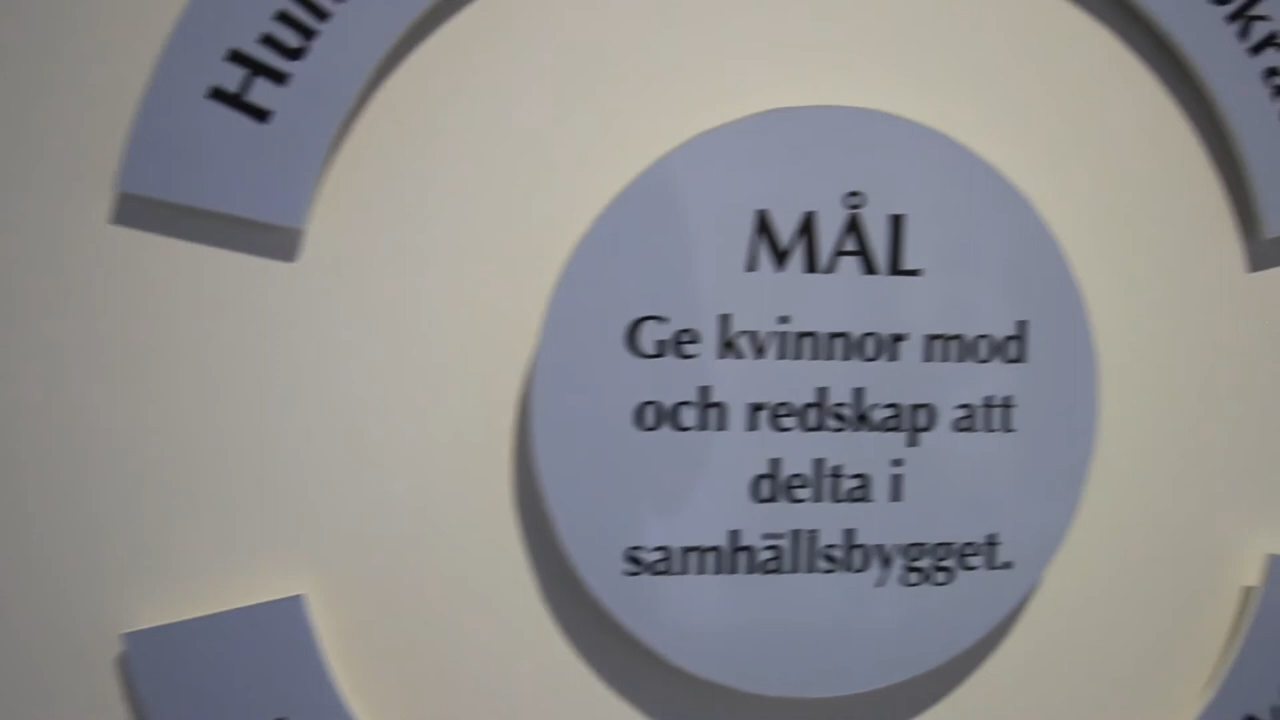 MÅL
Ge kvinnor mod
och redskap att
delta i
samhällsbygget.